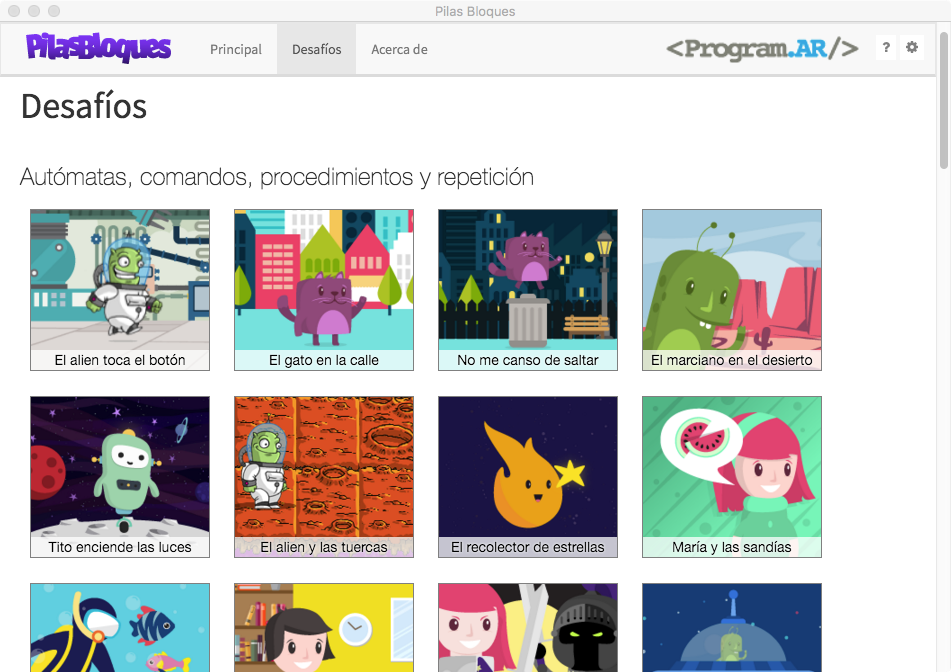 Pilas Bloques
PilasBloques
Principal
Desafíos
Acerca de
<Program.AR/>
?
Desafíos
Autómatas, comandos, procedimientos y repetición
El alien toca el botón
El gato en la calle
No me canso de saltar
El marciano en el desierto
Tito enciende las luces
El alien y las tuercas
El recolector de estrellas
María y las sandías